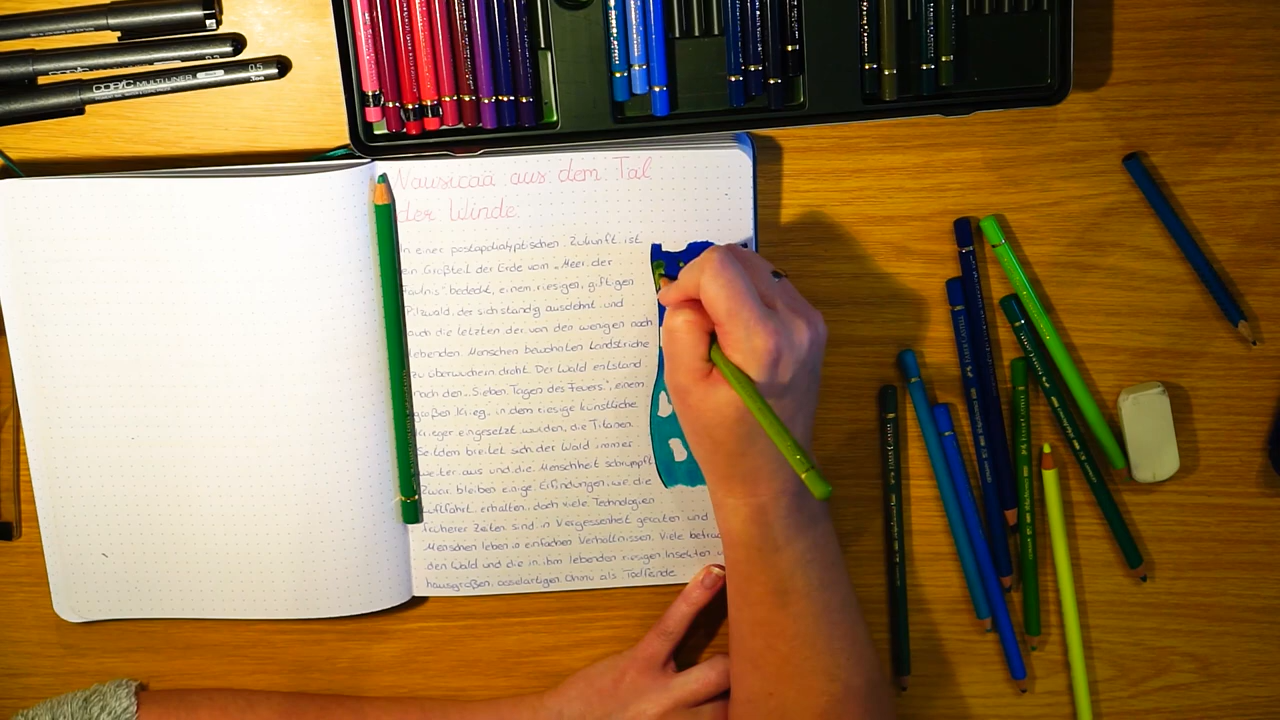 COPIC MULTILINER 0.5
Nausicaä aus dem Tal
der Winde
In einer postapokalyptischen Zukunft ist
ein Großteil der Erde vom „Meer der
Fäulnis" bedeckt, einem riesigen, giftigen
Pilzwald, der sich ständig ausdehnt und
auch die letzten der von den wenigen noch
lebenden Menschen bewohnten Landstriche
zu überwuchern droht. Der Wald entstand
nach den „Sieben Tagen des Feuers", einem
großen Krieg, in dem riesige künstliche
Krieger eingesetzt wurden, die Titanen.
Seitdem breitet sich der Wald immer
weiter aus und die Menschheit schrumpft.
Zwar bleiben einige Erfindungen, wie die
Luftfahrt, erhalten, doch viele Technologien
früherer Zeiten sind in Vergessenheit geraten und
Menschen leben in einfachen Verhältnissen. Viele
den Wald und die in ihm lebenden riesigen Insekten
hausgroßen, asselartigen Ohmu als Todfeinde.
FABER-CASTELL